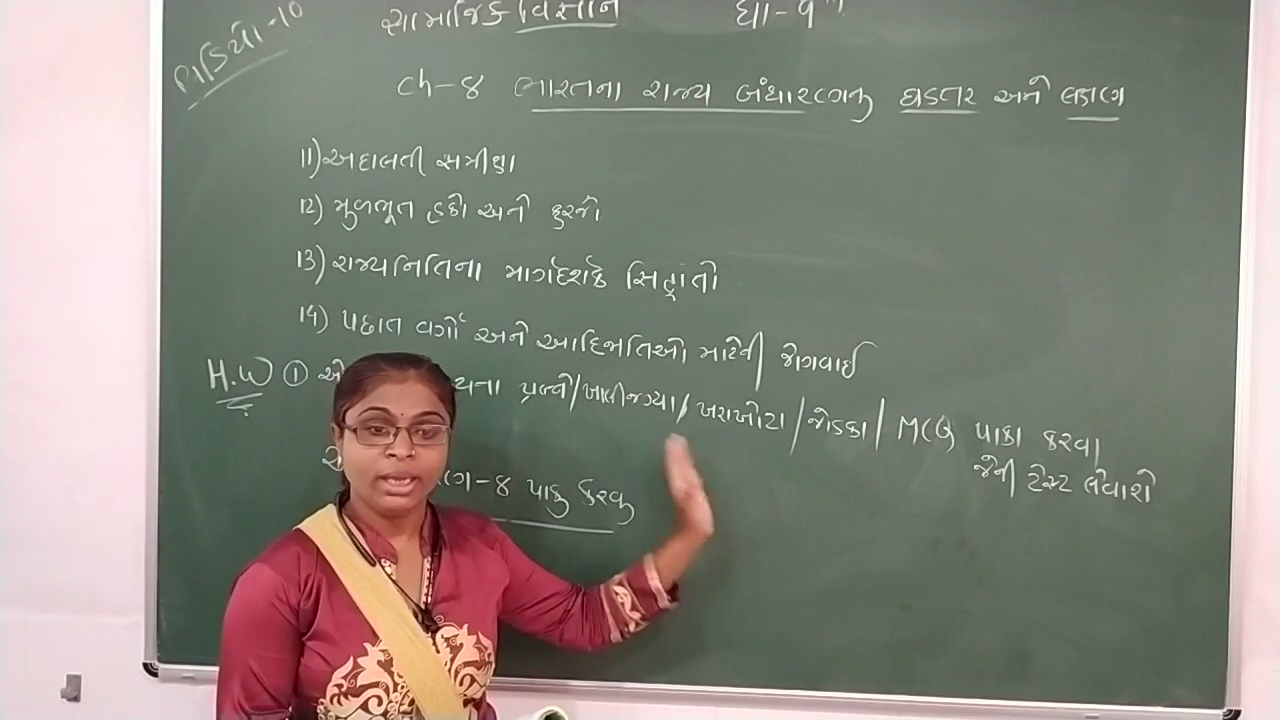 વિડિયો-10
સામાજિક વિજ્ઞાન ધો-9
ch-8 ભારતના રાજ્ય બંધારણનુ ઘડતર અને લક્ષણ
11) અદાલતી સમીક્ષા
12) મુળભૂત હકો અને ફરજો
13) રાજ્યનિતિના માર્ગદર્શક સિદ્ધાંતો
14) પછાત વર્ગો અને આદિજાતિઓ માટેની જોગવાઈ
H.W ① પ્રશ્નો/ખાલીજગ્યા/ખરાખોટા/જોડકા/MCQ પાકા કરવા
જેની ટેસ્ટ લેવાશે
-8 પાકુ કરવુ